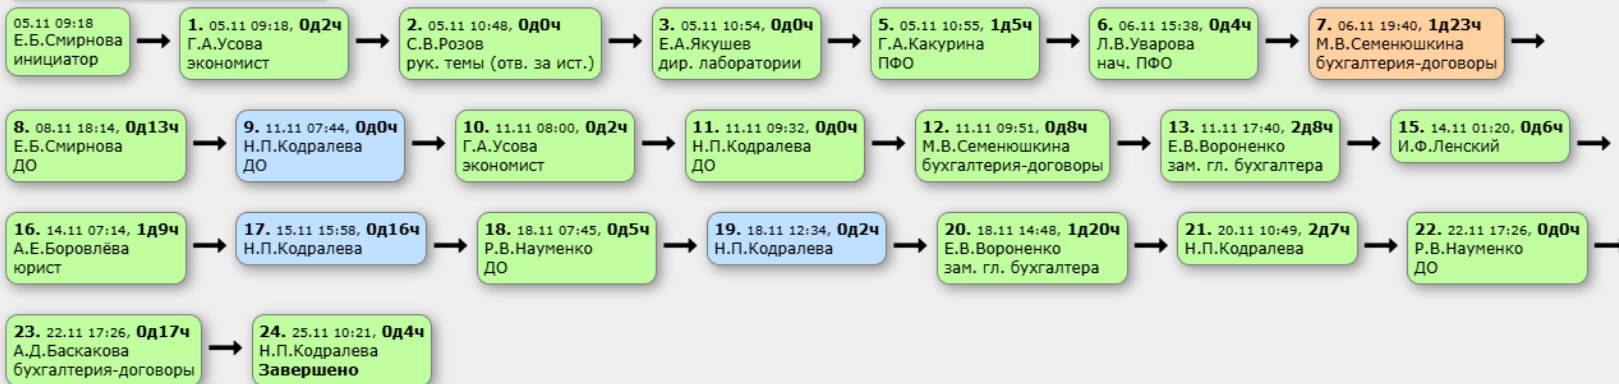 05.11 09:18
Е.Б.Смирнова
инициатор
1. 05.11 09:18, 0д2ч
Г.А.Усова
экономист
2. 05.11 10:48, 0д0ч
С.В.Розов
рук. темы (отв. за ист.)
3. 05.11 10:54, 0д0ч
Е.А.Якушев
дир. лаборатории
5. 05.11 10:55, 1д5ч
Г.А.Какурина
ПФО
6. 06.11 15:38, 0д4ч
Л.В.Уварова
нач. ПФО
7. 06.11 19:40, 1д23ч
М.В.Семенюшкина
бухгалтерия-договоры
8. 08.11 18:14, 0д13ч
Е.Б.Смирнова
ДО
9. 11.11 07:44, 0д0ч
Н.П.Кодралева
ДО
10. 11.11 08:00, 0д2ч
Г.А.Усова
экономист
11. 11.11 09:32, 0д0ч
Н.П.Кодралева
ДО
12. 11.11 09:51, 0д8ч
М.В.Семенюшкина
бухгалтерия-договоры
13. 11.11 17:40, 2д8ч
Е.В.Вороненко
зам. гл. бухгалтера
15. 14.11 01:20, 0д6ч
И.Ф.Ленский
16. 14.11 07:14, 1д9ч
А.Е.Боровлёва
юрист
17. 15.11 15:58, 0д16ч
Н.П.Кодралева
18. 18.11 07:45, 0д5ч
Р.В.Науменко
ДО
19. 18.11 12:34, 0д2ч
Н.П.Кодралева
20. 18.11 14:48, 1д20ч
Е.В.Вороненко
зам. гл. бухгалтера
21. 20.11 10:49, 2д7ч
Н.П.Кодралева
22. 22.11 17:26, 0д0ч
Р.В.Науменко
ДО
23. 22.11 17:26, 0д17ч
А.Д.Баскакова
бухгалтерия-договоры
24. 25.11 10:21, 0д4ч
Н.П.Кодралева
Завершено